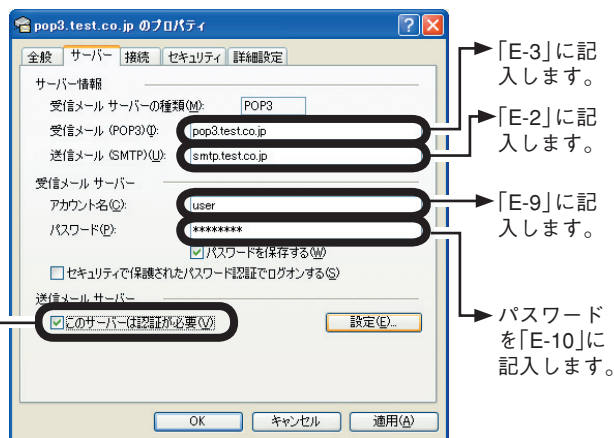 pop3.test.co.jp のプロパティ
全般 サーバー 接続 セキュリティ 詳細設定
サーバー情報
受信メール サーバーの種類(M): POP3
受信メール (POP3)(I): pop3.test.co.jp
送信メール (SMTP)(U): smtp.test.co.jp
受信メール サーバー
アカウント名(C): user
パスワード(P): ********
パスワードを保存する(W)
セキュリティで保護されたパスワード認証でログオンする(S)
送信メール サーバー
このサーバーは認証が必要(V) 設定(E)...
OK キャンセル 適用(A)
「E-3」に記
入します。
「E-2」に記
入します。
「E-9」に記
入します。
パスワード
を「E-10」に
記入します。